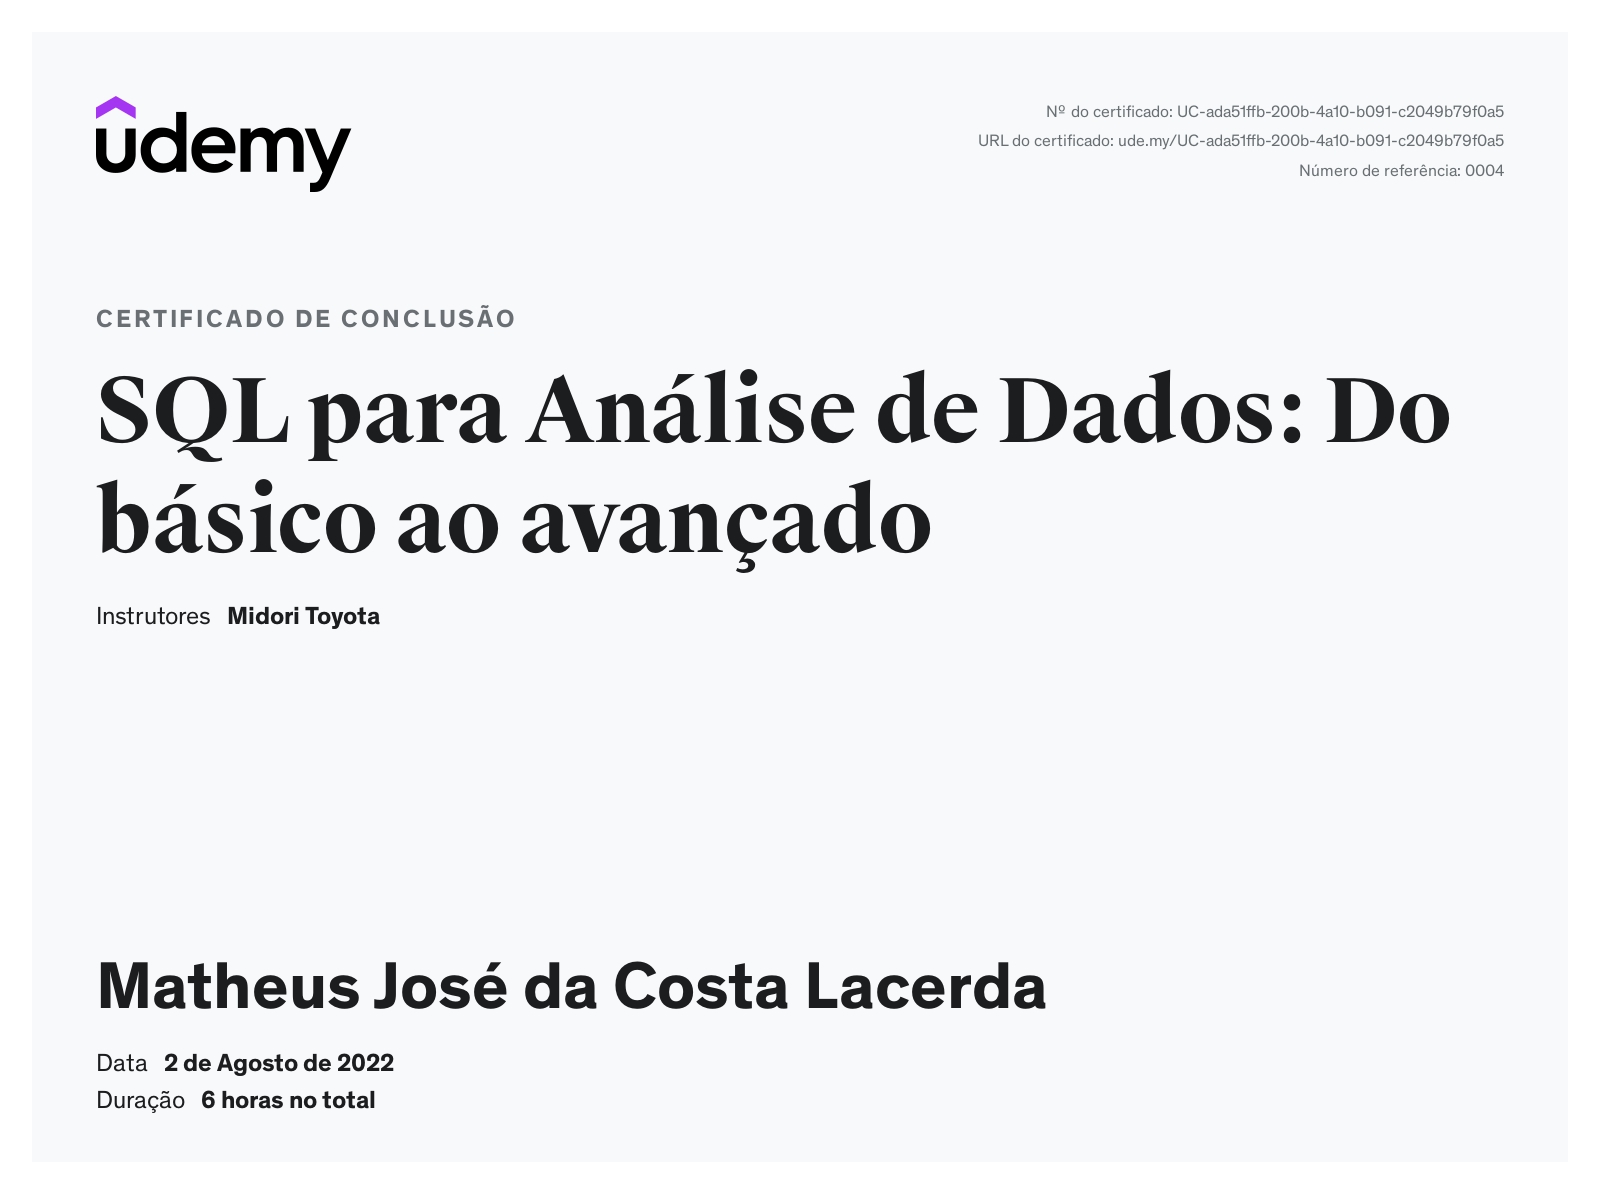 udemy
Nº do certificado: UC-ada51ffb-200b-4a10-b091-c2049b79f0a5
URL do certificado: ude.my/UC-ada51ffb-200b-4a10-b091-c2049b79f0a5
Número de referência: 0004
CERTIFICADO DE CONCLUSÃO
SQL para Análise de Dados: Do
básico ao avançado
Instrutores Midori Toyota
Matheus José da Costa Lacerda
Data 2 de Agosto de 2022
Duração 6 horas no total